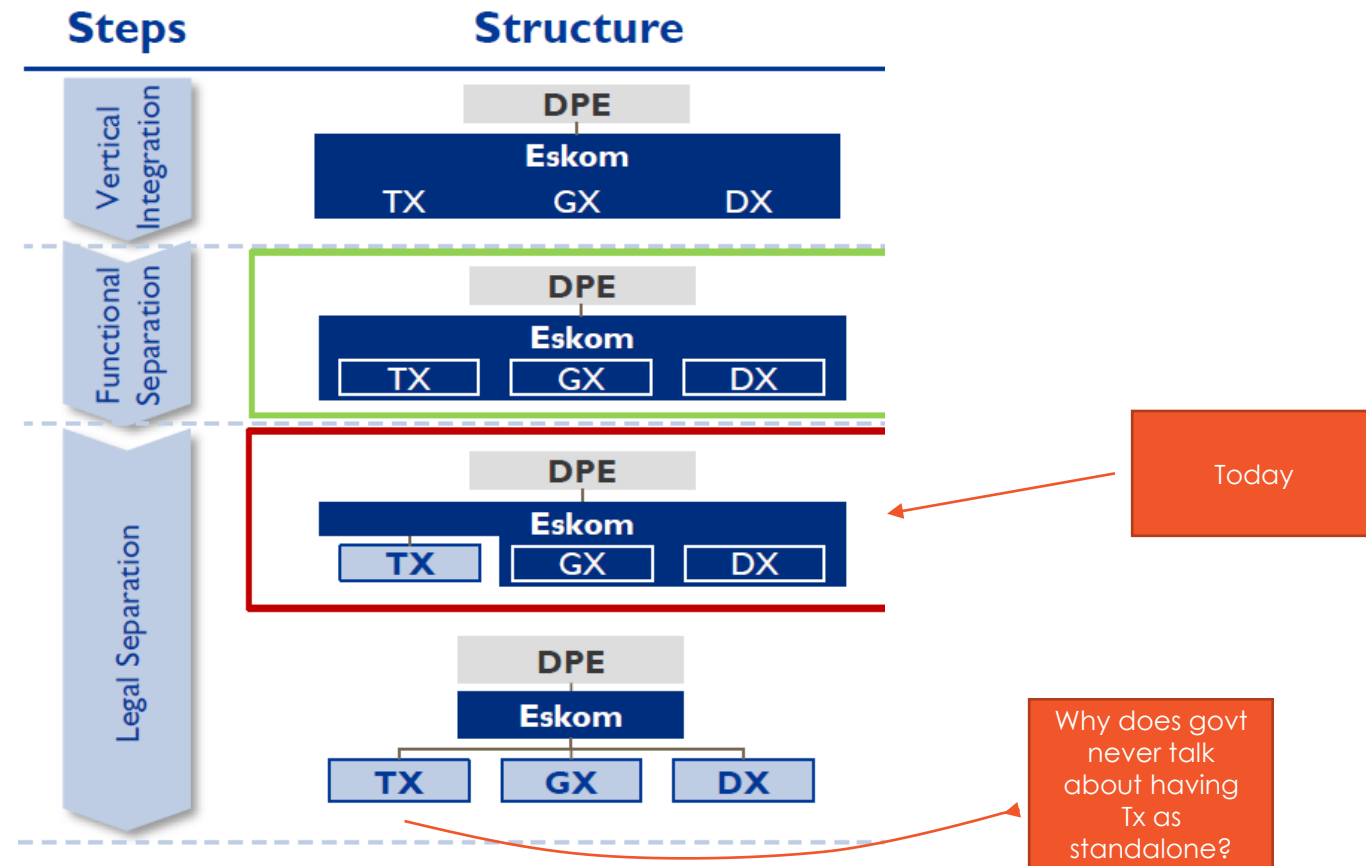 Steps Structure
Vertical
Integration
DPE
Eskom
TX GX DX
Functional
Separation
DPE
Eskom
TX GX DX
Legal Separation
DPE
Eskom
TX GX DX
Today
DPE
Eskom
TX GX DX
Why does govt
never talk
about having
Tx as
standalone?